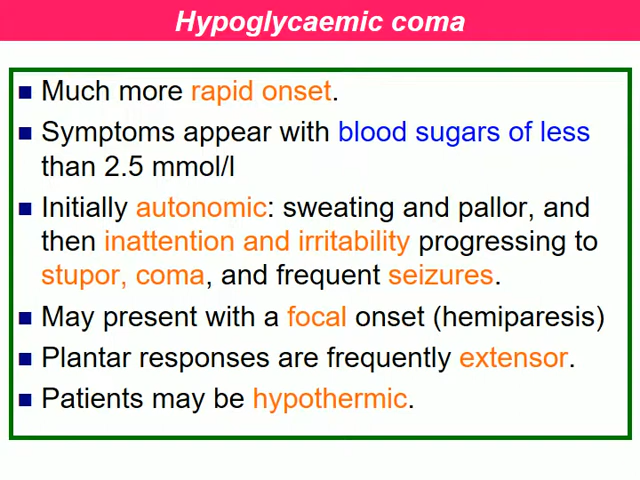 Hypoglycaemic coma
Much more rapid onset.
Symptoms appear with blood sugars of less
than 2.5 mmol/l
Initially autonomic: sweating and pallor, and
then inattention and irritability progressing to
stupor, coma, and frequent seizures.
May present with a focal onset (hemiparesis)
Plantar responses are frequently extensor.
Patients may be hypothermic.